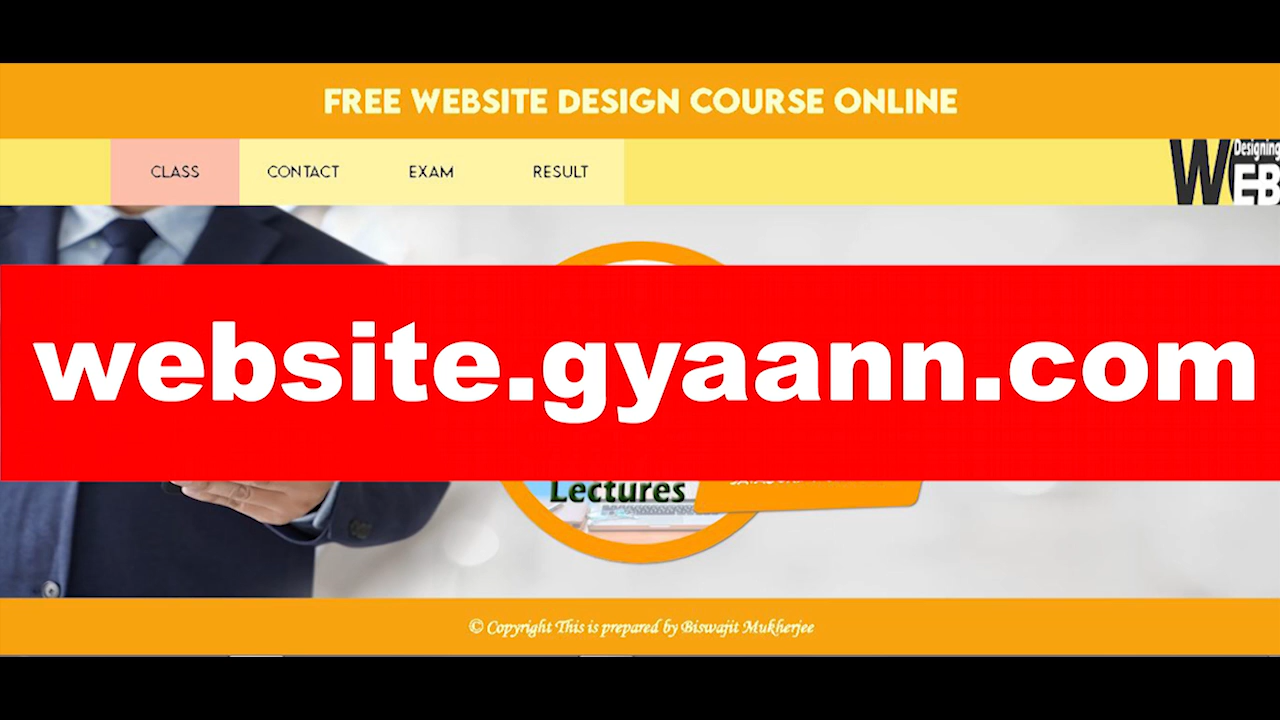 FREE WEBSITE DESIGN COURSE ONLINE
CLASS CONTACT EXAM RESULT
Designing
WEB
website.gyaann.com
Lectures
© Copyright This is prepared by Biswajit Mukherjee